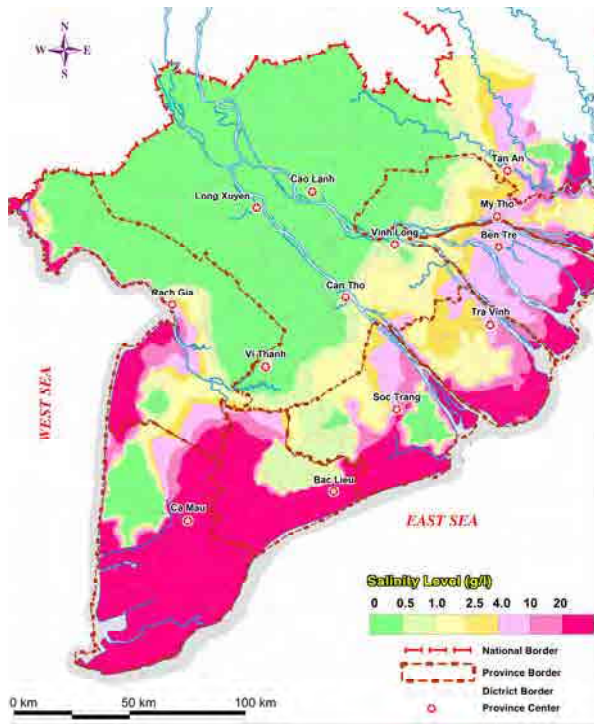 N
W E
S
Tan An
Cao Lanh
Long Xuyen
My Tho
Vinh Long
Ben Tre
Can Tho
Rach Gia
Tra Vinh
Vi Thanh
Soc Trang
WEST SEA
Bac Lieu
Ca Mau
EAST SEA
Salinity Level (g/l)
0 0.5 1.0 2.5 4.0 10 20
National Border
Province Border
District Border
Province Center
0 km 50 km 100 km